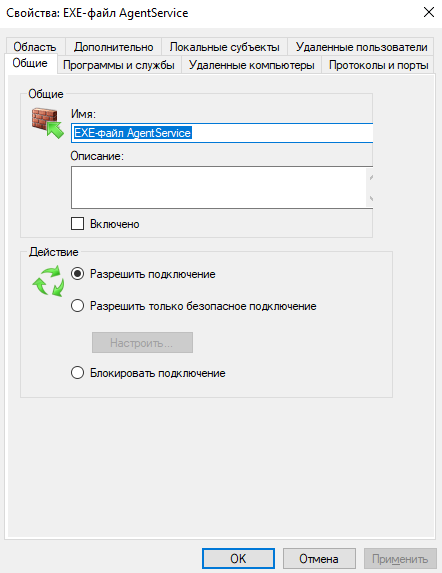 Свойства: EXE-файл AgentService
Область Дополнительно Локальные субъекты Удаленные пользователи
Общие Программы и службы Удаленные компьютеры Протоколы и порты
Общие
Имя:
EXE-файл AgentService
Описание:
Включено
Действие
Разрешить подключение
Разрешить только безопасное подключение
Настроить...
Блокировать подключение
OK Отмена Применить